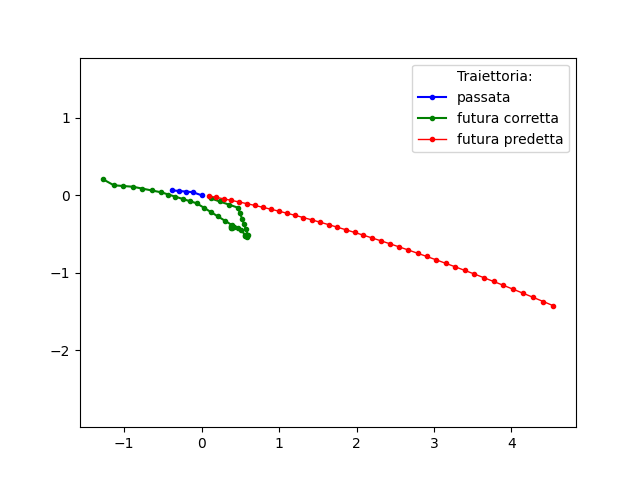 Traiettoria:
passata
futura corretta
futura predetta
1
0
−1
−2
−1
0
1
2
3
4